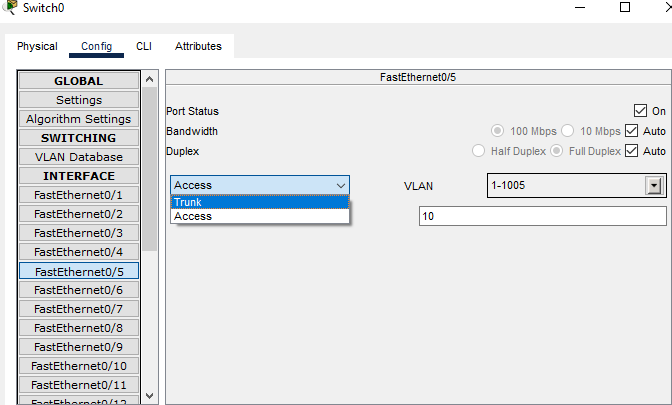 Switch0
Physical Config CLI Attributes
GLOBAL
Settings
Algorithm Settings
SWITCHING
VLAN Database
INTERFACE
FastEthernet0/1
FastEthernet0/2
FastEthernet0/3
FastEthernet0/4
FastEthernet0/5
FastEthernet0/6
FastEthernet0/7
FastEthernet0/8
FastEthernet0/9
FastEthernet0/10
FastEthernet0/11
FastEthernet0/12
FastEthernet0/5
Port Status On
Bandwidth 100 Mbps 10 Mbps Auto
Duplex Half Duplex Full Duplex Auto
Access VLAN 1-1005
Trunk
Access 10